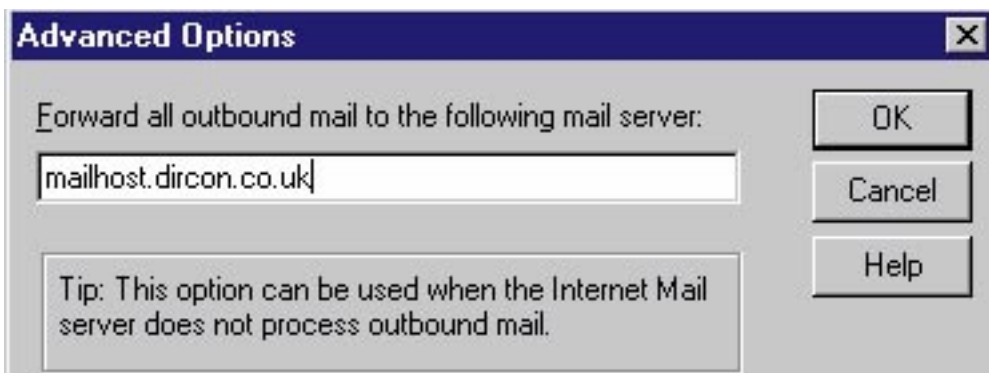 Advanced Options
Forward all outbound mail to the following mail server:
OK
mailhost.dircon.co.uk
Cancel
Help
Tip: This option can be used when the Internet Mail
server does not process outbound mail.